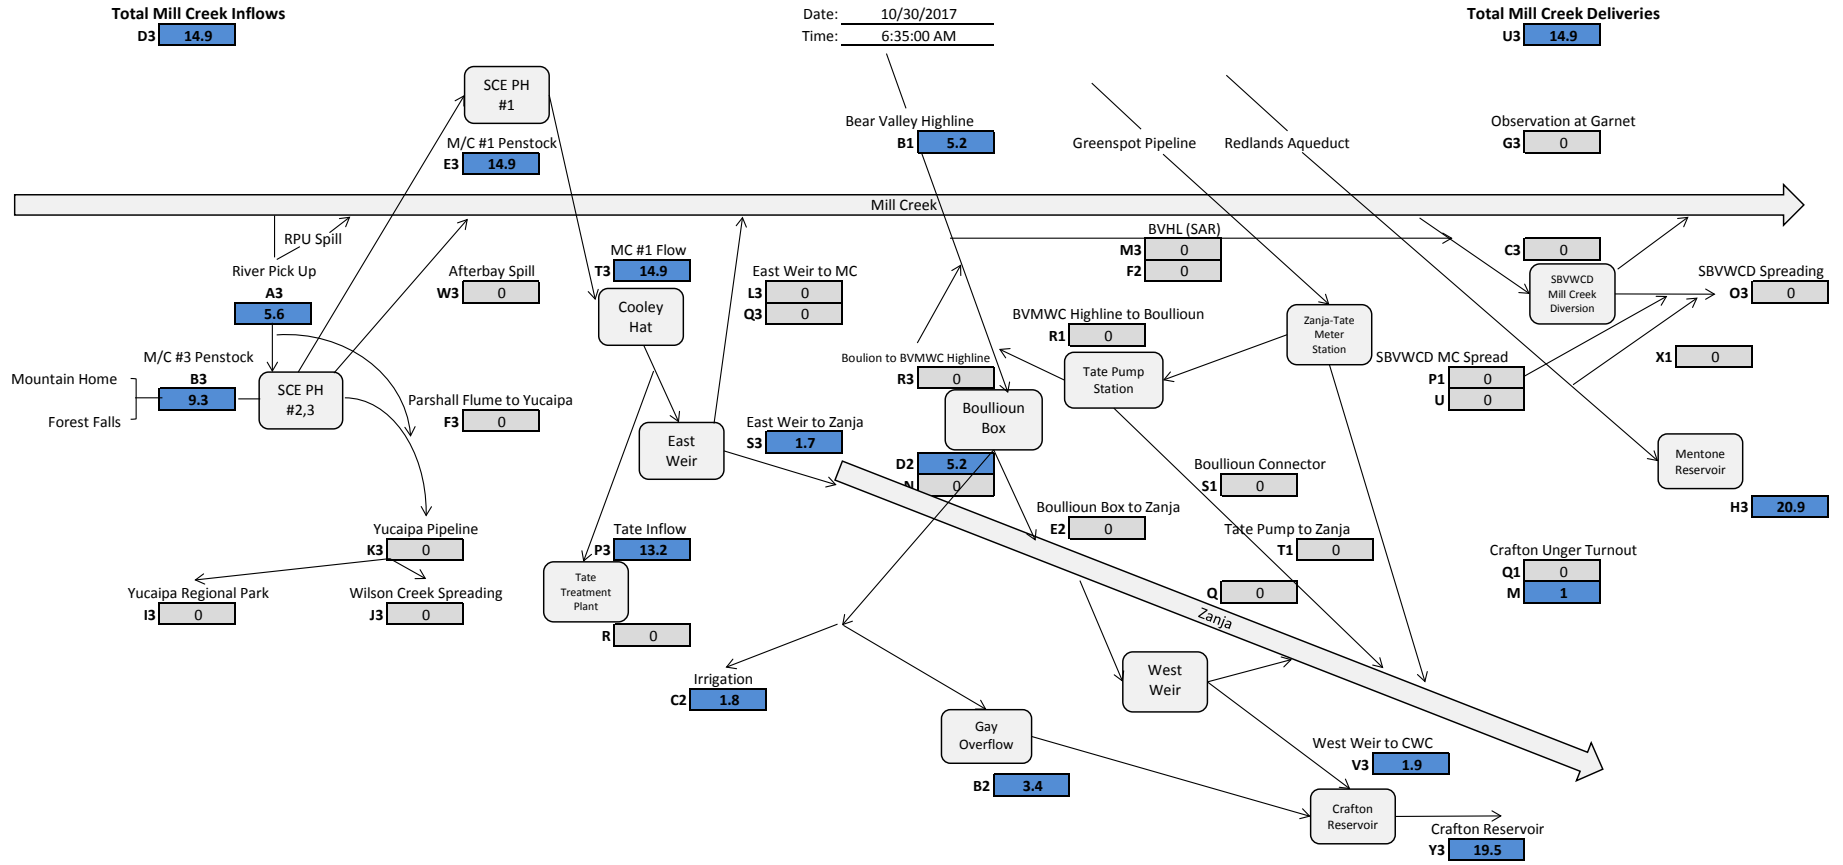 Total Mill Creek Inflows
D3 14.9
Date: 10/30/2017
Time: 6:35:00 AM
Total Mill Creek Deliveries
U3 14.9
SCE PH
#1
M/C #1 Penstock
E3 14.9
Bear Valley Highline
B1 5.2
Greenspot Pipeline
Redlands Aqueduct
Observation at Garnet
G3 0
Mill Creek
RPU Spill
River Pick Up
A3
5.6
Afterbay Spill
W3 0
MC #1 Flow
T3 14.9
Cooley
Hat
East Weir to MC
L3 0
Q3 0
BVHL (SAR)
M3 0
F2 0
C3 0
SBVWCD
Mill Creek
Diversion
SBVWCD Spreading
O3 0
BVMWC Highline to Boullioun
R1 0
Zanja-Tate
Meter
Station
M/C #3 Penstock
B3
9.3
Mountain Home
Forest Falls
SCE PH
#2,3
Parshall Flume to Yucaipa
F3 0
Boulion to BVMWC Highline
R3 0
Tate Pump
Station
SBVWCD MC Spread
P1 0
U 0
X1 0
Boullioun
Box
East
Weir
East Weir to Zanja
S3 1.7
D2 5.2
N 0
Boullioun Connector
S1 0
Mentone
Reservoir
H3 20.9
Boullioun Box to Zanja
E2 0
Tate Pump to Zanja
T1 0
Yucaipa Pipeline
K3 0
Tate Inflow
P3 13.2
Tate
Treatment
Plant
R 0
Crafton Unger Turnout
Q1 0
M 1
Yucaipa Regional Park
I3 0
Wilson Creek Spreading
J3 0
Q 0
Zanja
Irrigation
C2 1.8
West
Weir
Gay
Overflow
B2 3.4
West Weir to CWC
V3 1.9
Crafton
Reservoir
Crafton Reservoir
Y3 19.5